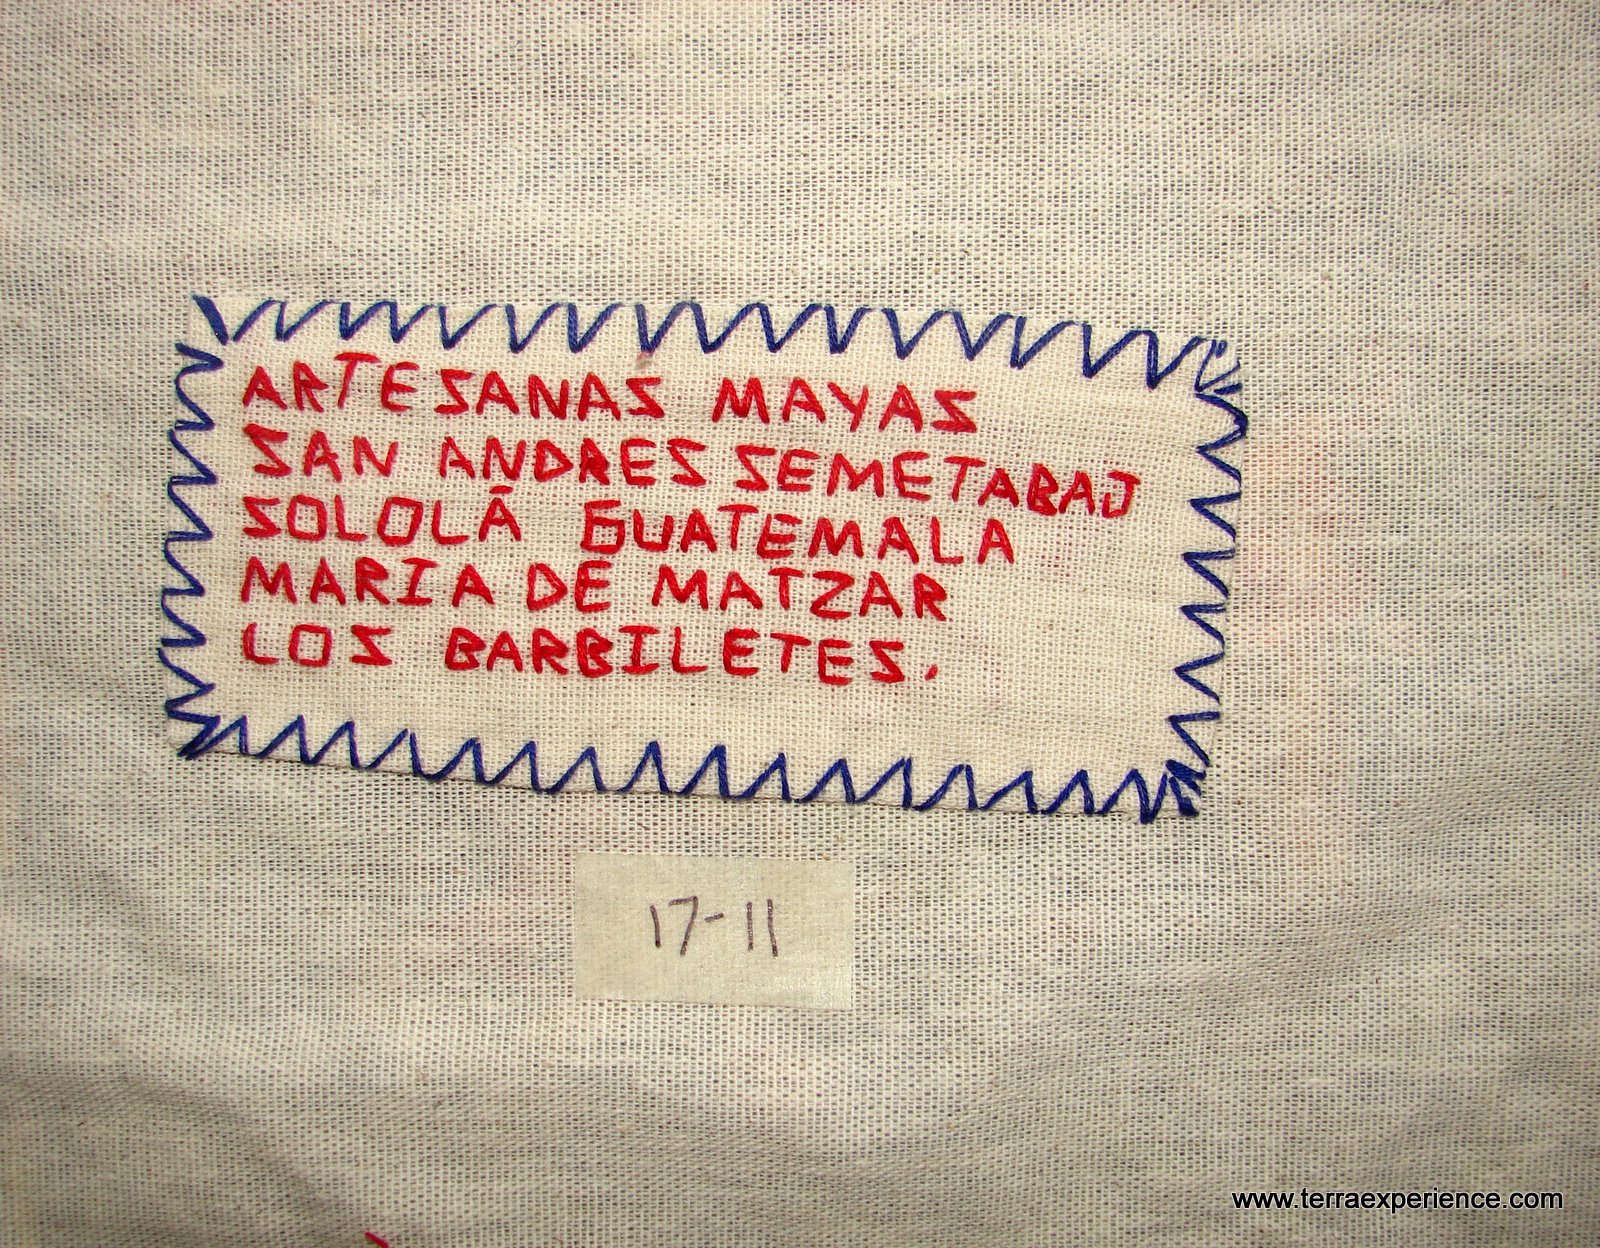 ARTESANAS MAYAS
SAN ANDRES SEMETABAJ
SOLOLÁ GUATEMALA
MARIA DE MATZAR
LOS BARBILETES.
17-11
www.terraexperience.com